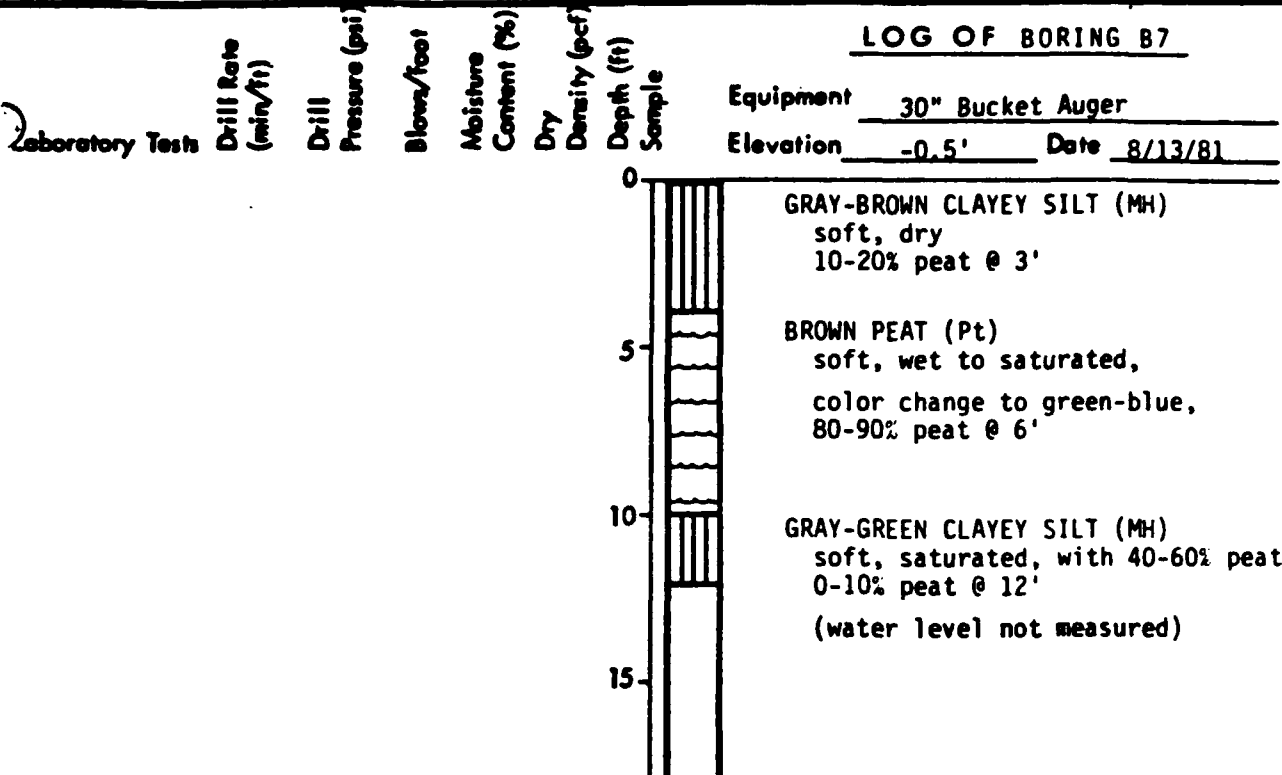 LOG OF BORING B7
Laboratory Tests
Drill Rate
(min/ft)
Drill
Pressure (psi)
Blows/foot
Moisture
Content (%)
Dry
Density (pcf)
Depth (ft)
Sample
Equipment 30" Bucket Auger
Elevation -0.5' Date 8/13/81
0
GRAY-BROWN CLAYEY SILT (MH)
soft, dry
10-20% peat @ 3'
BROWN PEAT (Pt)
5
soft, wet to saturated,
color change to green-blue,
80-90% peat @ 6'
10
GRAY-GREEN CLAYEY SILT (MH)
soft, saturated, with 40-60% peat
0-10% peat @ 12'
(water level not measured)
15